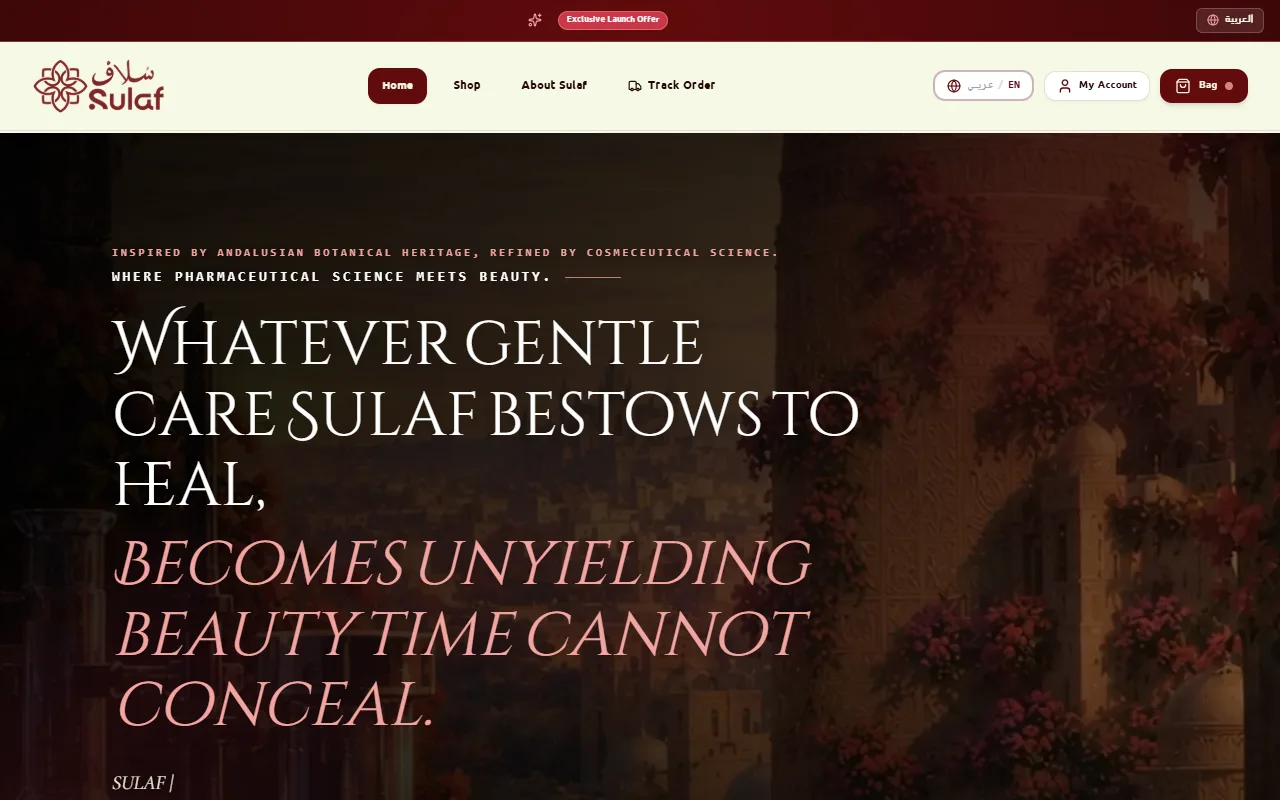 Exclusive Launch Offer
العربية
سلاف
Sulaf
Home
Shop
About Sulaf
Track Order
عربي / EN
My Account
Bag
INSPIRED BY ANDALUSIAN BOTANICAL HERITAGE, REFINED BY COSMECEUTICAL SCIENCE.
WHERE PHARMACEUTICAL SCIENCE MEETS BEAUTY.
WHATEVER GENTLE
CARE SULAF BESTOWS TO
HEAL,
BECOMES UNYIELDING
BEAUTY TIME CANNOT
CONCEAL.
SULAF |